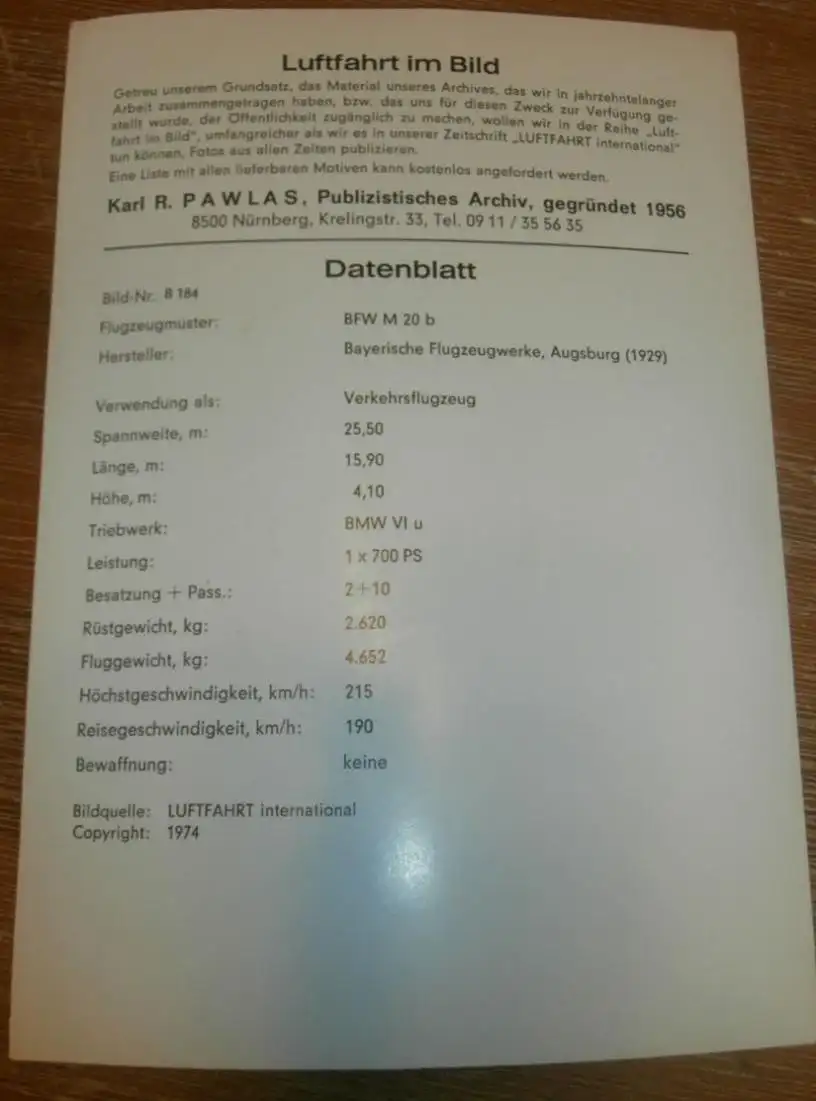 Luftfahrt im Bild
Getreu unserem Grundsatz, das Material unseres Archives, das wir in jahrzehntelanger
Arbeit zusammengetragen haben, bzw. das uns für diesen Zweck zur Verfügung ge-
stellt wurde, der Öffentlichkeit zugänglich zu machen, wollen wir in der Reihe „Luft-
fahrt im Bild", umfangreicher als wir es in unserer Zeitschrift „LUFTFAHRT international"
tun können, Fotos aus allen Zeiten publizieren.
Eine Liste mit allen lieferbaren Motiven kann kostenlos angefordert werden.
Karl R. PAWLAS, Publizistisches Archiv, gegründet 1956
8500 Nürnberg, Krelingstr. 33, Tel. 09 11 / 35 56 35
Datenblatt
Bild-Nr. B 184
Flugzeugmuster: BFW M 20 b
Hersteller: Bayerische Flugzeugwerke, Augsburg (1929)
Verwendung als: Verkehrsflugzeug
Spannweite, m: 25,50
Länge, m: 15,90
Höhe, m: 4,10
Triebwerk: BMW VI u
Leistung: 1 x 700 PS
Besatzung + Pass.: 2+10
Rüstgewicht, kg: 2.620
Fluggewicht, kg: 4.652
Höchstgeschwindigkeit, km/h: 215
Reisegeschwindigkeit, km/h: 190
Bewaffnung: keine
Bildquelle: LUFTFAHRT international
Copyright: 1974